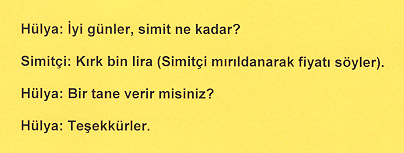 Hülya: İyi günler, simit ne kadar?
Simitçi: Kırk bin lira (Simitçi mırıldanarak fiyatı söyler).
Hülya: Bir tane verir misiniz?
Hülya: Teşekkürler.